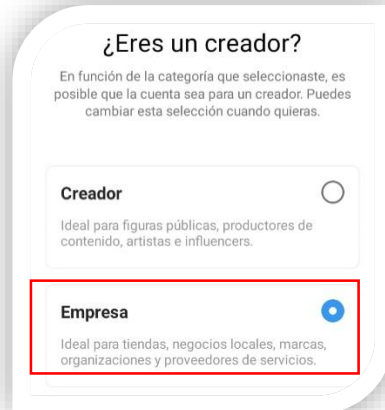 ¿Eres un creador?
En función de la categoría que seleccionaste, es
posible que la cuenta sea para un creador. Puedes
cambiar esta selección cuando quieras.
Creador
Ideal para figuras públicas, productores de
contenido, artistas e influencers.
Empresa
Ideal para tiendas, negocios locales, marcas,
organizaciones y proveedores de servicios.